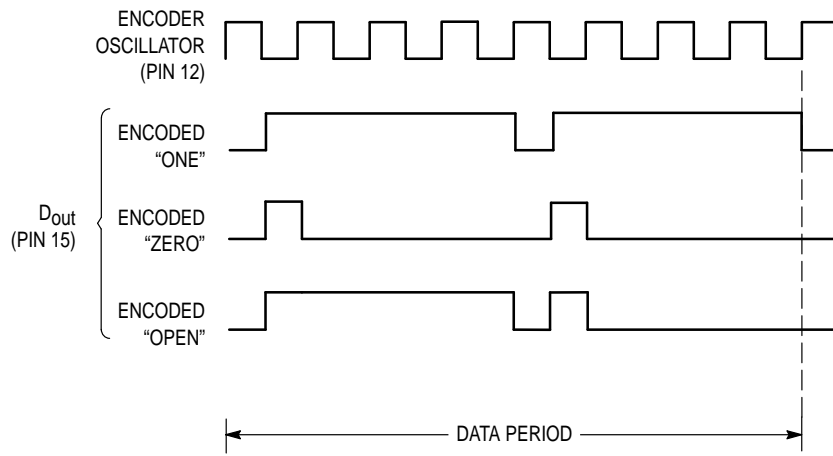 ENCODER
OSCILLATOR
(PIN 12)
ENCODED
“ONE”
Dout
(PIN 15)
ENCODED
“ZERO”
ENCODED
“OPEN”
DATA PERIOD